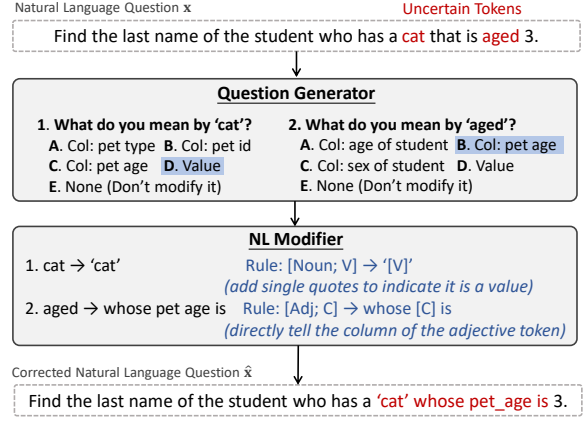 Natural Language Question x Uncertain Tokens
Find the last name of the student who has a cat that is aged 3.
Question Generator
1. What do you mean by 'cat'? 2. What do you mean by 'aged'?
A. Col: pet type B. Col: pet id A. Col: age of student B. Col: pet age
C. Col: pet age D. Value C. Col: sex of student D. Value
E. None (Don't modify it) E. None (Don't modify it)
NL Modifier
1. cat → 'cat' Rule: [Noun; V] → '[V]'
(add single quotes to indicate it is a value)
2. aged → whose pet age is Rule: [Adj; C] → whose [C] is
(directly tell the column of the adjective token)
Corrected Natural Language Question x̂
Find the last name of the student who has a 'cat' whose pet_age is 3.